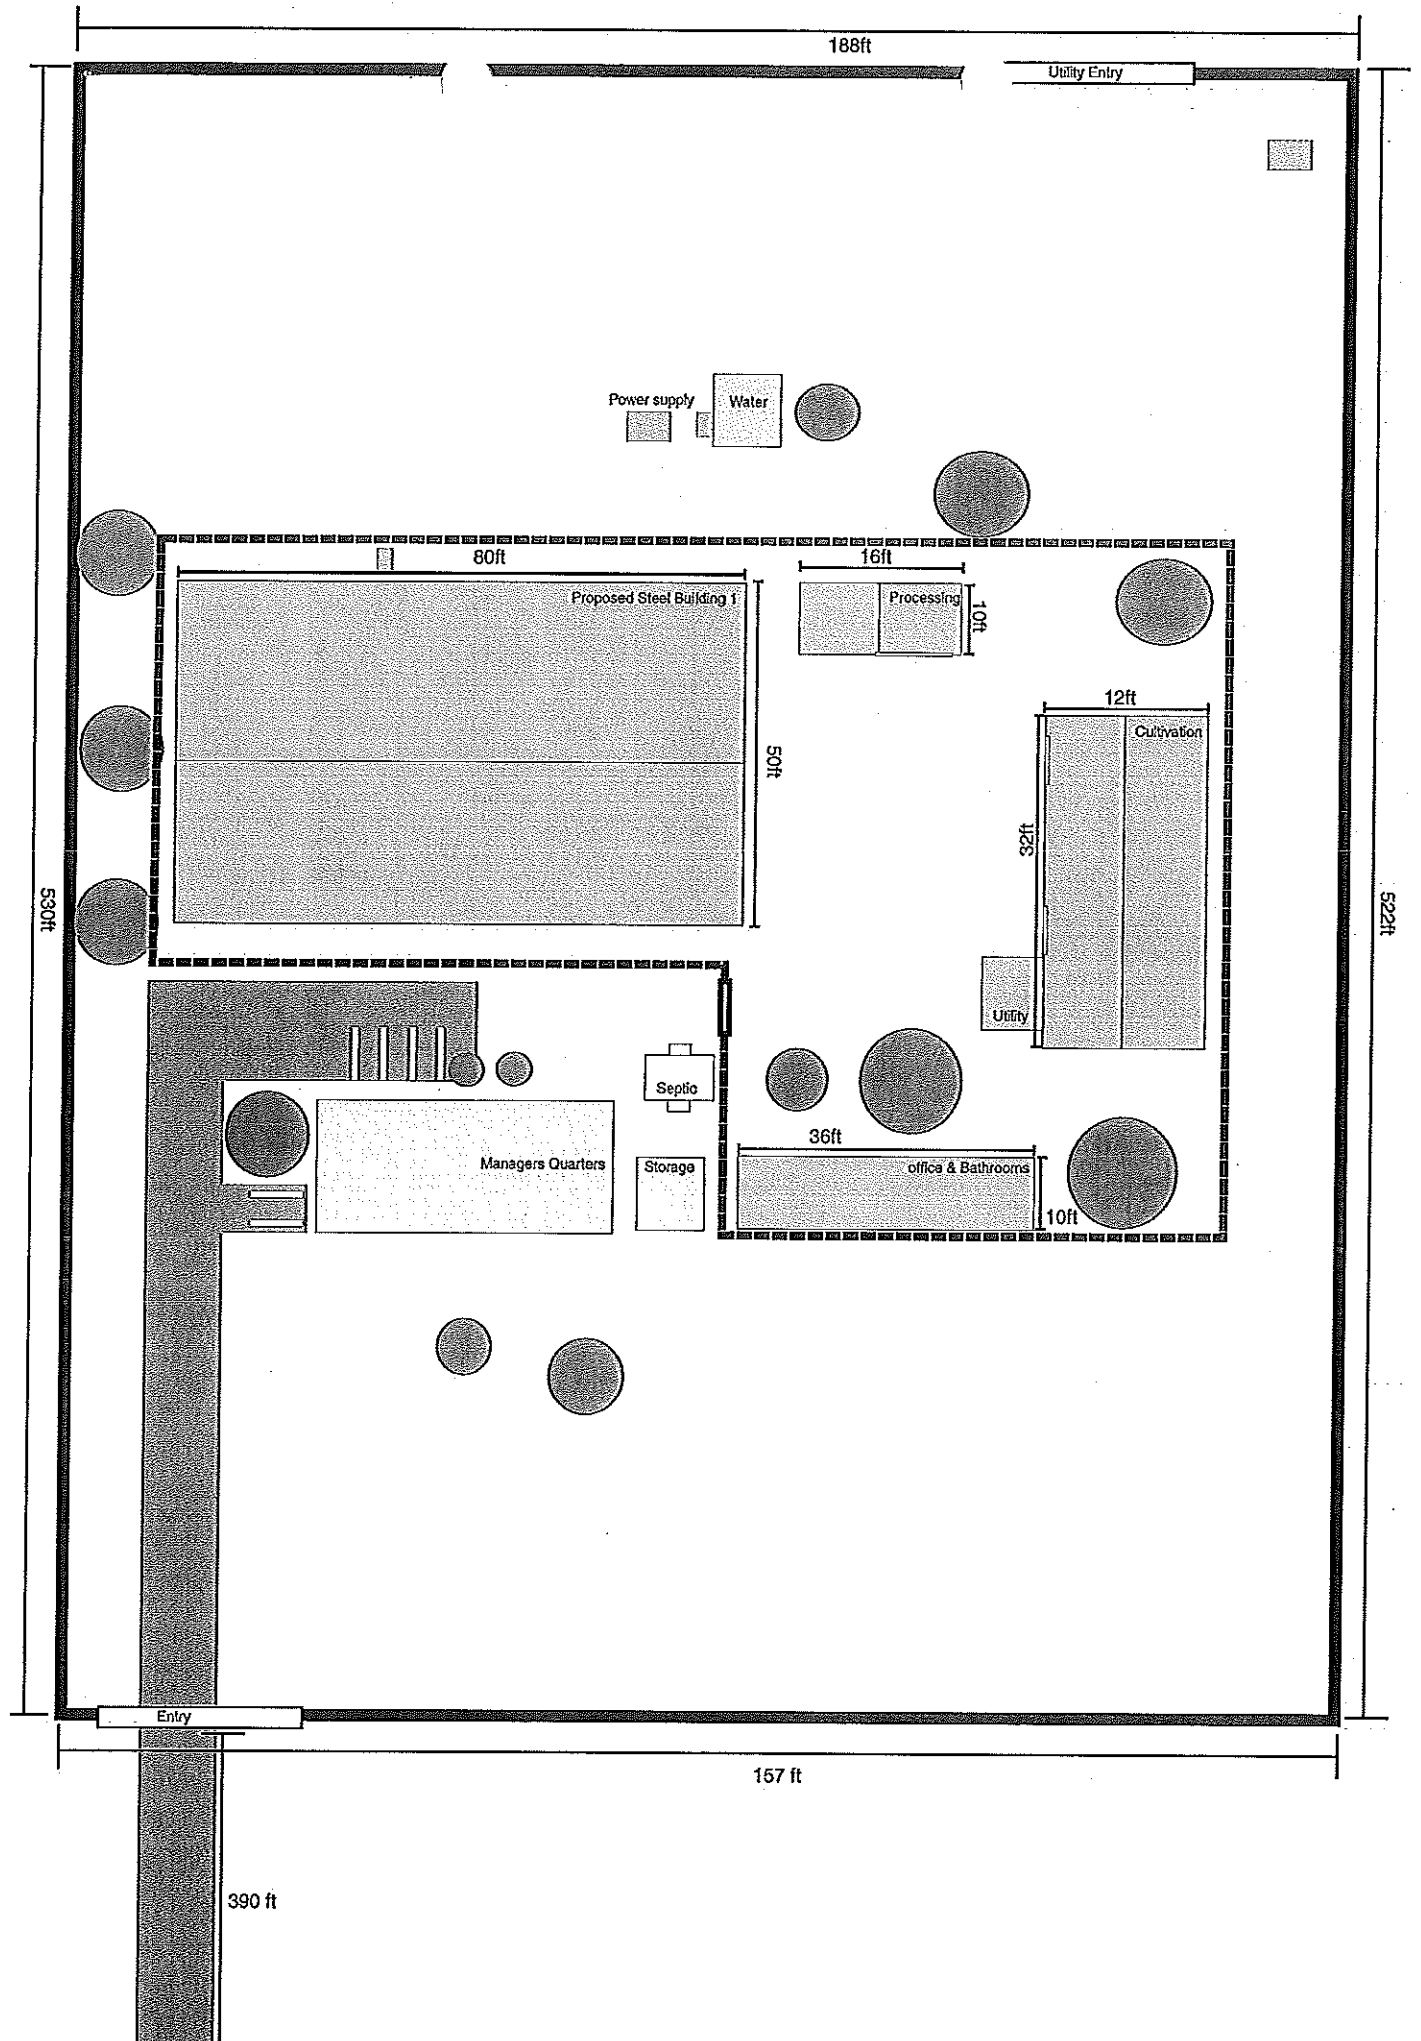 188ft
Utility Entry
Power supply
Water
80ft
16ft
Proposed Steel Building 1
Processing
10ft
12ft
Cultivation
50ft
32ft
530ft
522ft
Utility
Septic
36ft
Managers Quarters
Storage
office & Bathrooms
10ft
Entry
157 ft
390 ft